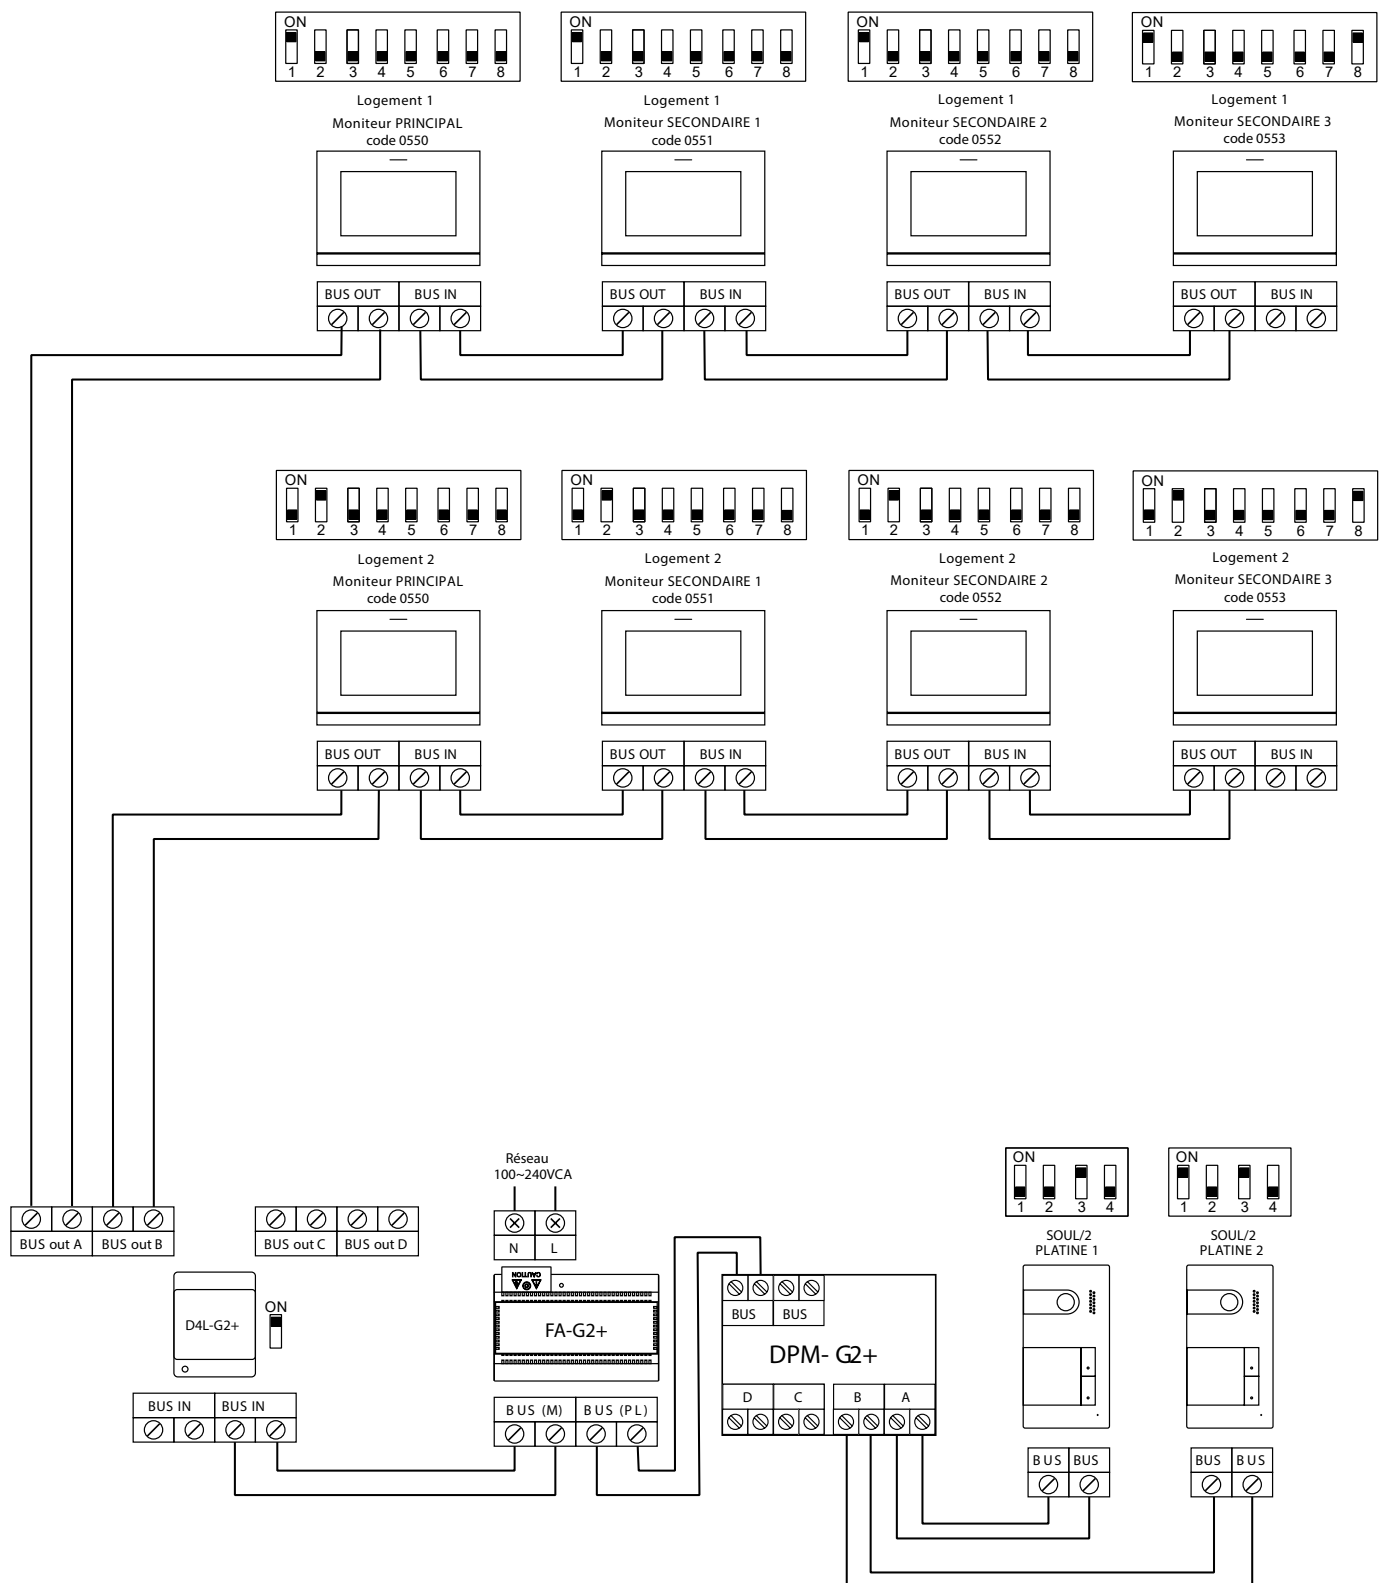 ON ON ON ON
1 2 3 4 5 6 7 8 1 2 3 4 5 6 7 8 1 2 3 4 5 6 7 8 1 2 3 4 5 6 7 8
Logement 1 Logement 1 Logement 1 Logement 1
Moniteur PRINCIPAL Moniteur SECONDAIRE 1 Moniteur SECONDAIRE 2 Moniteur SECONDAIRE 3
code 0550 code 0551 code 0552 code 0553
BUS OUT BUS IN BUS OUT BUS IN BUS OUT BUS IN BUS OUT BUS IN
ON ON ON ON
1 2 3 4 5 6 7 8 1 2 3 4 5 6 7 8 1 2 3 4 5 6 7 8 1 2 3 4 5 6 7 8
Logement 2 Logement 2 Logement 2 Logement 2
Moniteur PRINCIPAL Moniteur SECONDAIRE 1 Moniteur SECONDAIRE 2 Moniteur SECONDAIRE 3
code 0550 code 0551 code 0552 code 0553
BUS OUT BUS IN BUS OUT BUS IN BUS OUT BUS IN BUS OUT BUS IN
Réseau
100~240VCA
ON ON
1 2 3 4 1 2 3 4
BUS out A BUS out B BUS out C BUS out D
N L
SOUL/2 SOUL/2
PLATINE 1 PLATINE 2
CAUTION
ON
D4L-G2+
FA-G2+
BUS BUS
DPM- G2+
D C B A
BUS IN BUS IN
BUS (M) BUS (PL)
BUS BUS BUS BUS